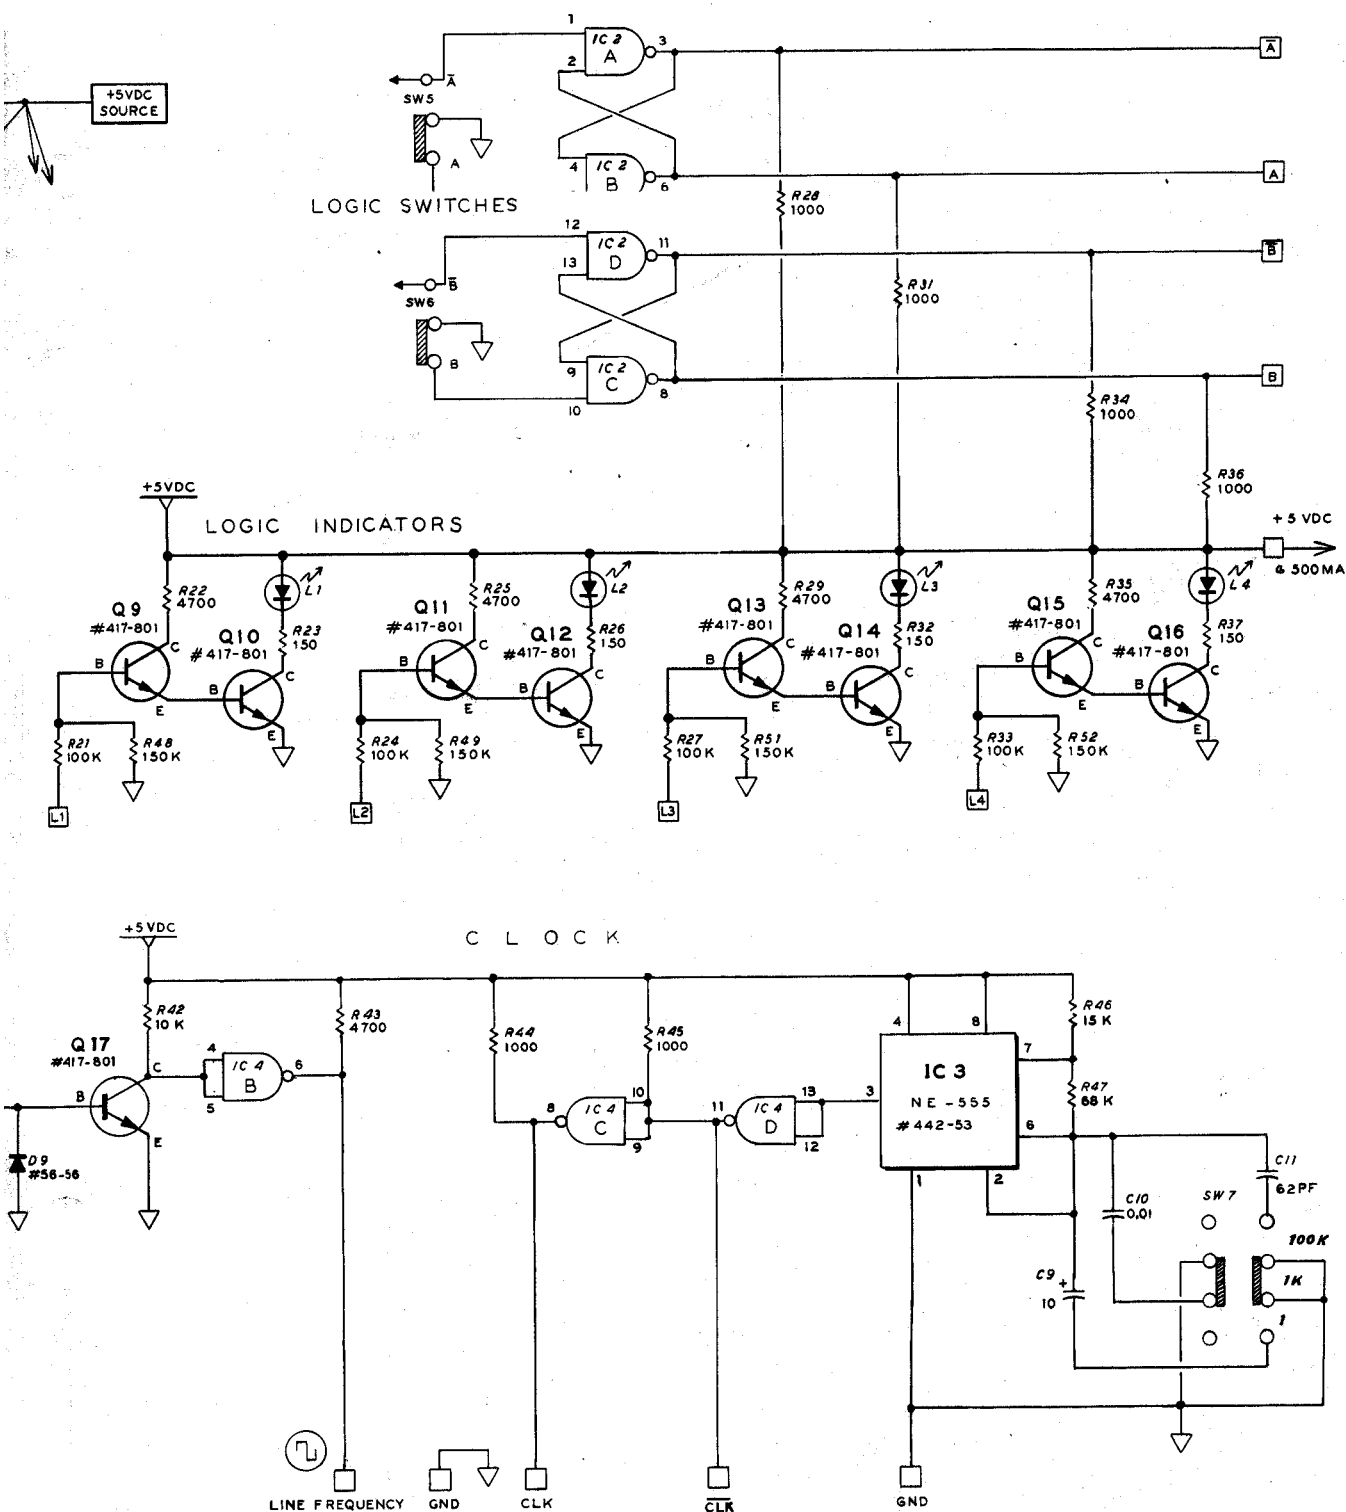 1
IC 2
A
3
2
A̅
+5VDC
SOURCE
A̅
SW5
A
4
IC 2
B
6
A
R28
1000
LOGIC SWITCHES
12
IC 2
D
11
13
B̅
B̅
SW6
R31
1000
B
9
IC 2
C
8
10
B
R34
1000
R36
1000
+5VDC
LOGIC INDICATORS
+5 VDC
@ 500MA
Q9
#417-801
R22
4700
L1
Q10
#417-801
R23
150
B
C
E
B
C
E
R21
100K
R48
150K
L1
Q11
#417-801
R25
4700
L2
Q12
#417-801
R26
150
B
C
E
B
C
E
R24
100K
R49
150K
L2
Q13
#417-801
R29
4700
L3
Q14
#417-801
R32
150
B
C
E
B
C
E
R27
100K
R51
150K
L3
Q15
#417-801
R35
4700
L4
Q16
#417-801
R37
150
B
C
E
B
C
E
R33
100K
R52
150K
L4
+5VDC
CLOCK
R42
10K
Q17
#417-801
B
C
E
D9
#56-56
4
5
IC 4
B
6
R43
4700
R44
1000
R45
1000
8
IC 4
C
10
9
11
IC 4
D
13
12
3
4
8
7
6
IC 3
NE-555
#442-53
1
2
R46
15K
R47
68K
C11
62PF
C10
0.01
SW7
100K
1K
1
C9
+
10
LINE FREQUENCY
GND
CLK
C̅L̅K̅
GND